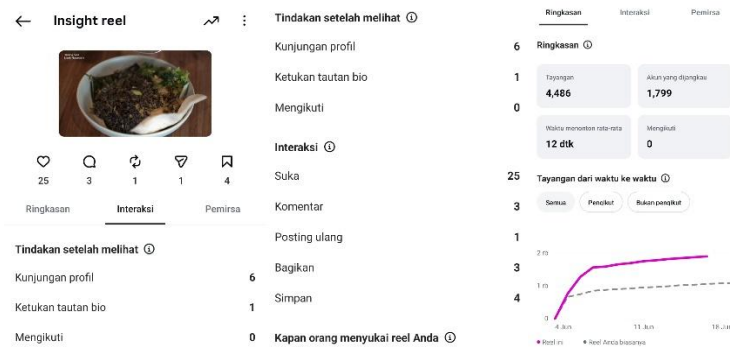 Insight reel
25 3 1 1 4
Ringkasan Interaksi Pemirsa
Tindakan setelah melihat
Kunjungan profil 6
Ketukan tautan bio 1
Mengikuti 0
Tindakan setelah melihat
Kunjungan profil 6
Ketukan tautan bio 1
Mengikuti 0
Interaksi
Suka 25
Komentar 3
Posting ulang 1
Bagikan 3
Simpan 4
Kapan orang menyukai reel Anda
Ringkasan Interaksi Pemirsa
Ringkasan
Tayangan Akun yang dijangkau
4,486 1,799
Waktu menonton rata-rata Mengikuti
12 dtk 0
Tayangan dari waktu ke waktu
Semua Pengikut Bukan pengikut
2 rb
1 rb
0
4 Jun 11 Jun 18 Jun
Reel ini Reel Anda biasanya